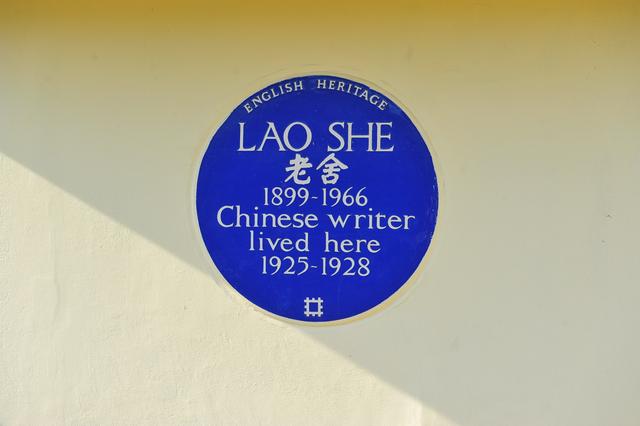 ENGLISH HERITAGE
LAO SHE
老舍
1899-1966
Chinese writer
lived here
1925-1928